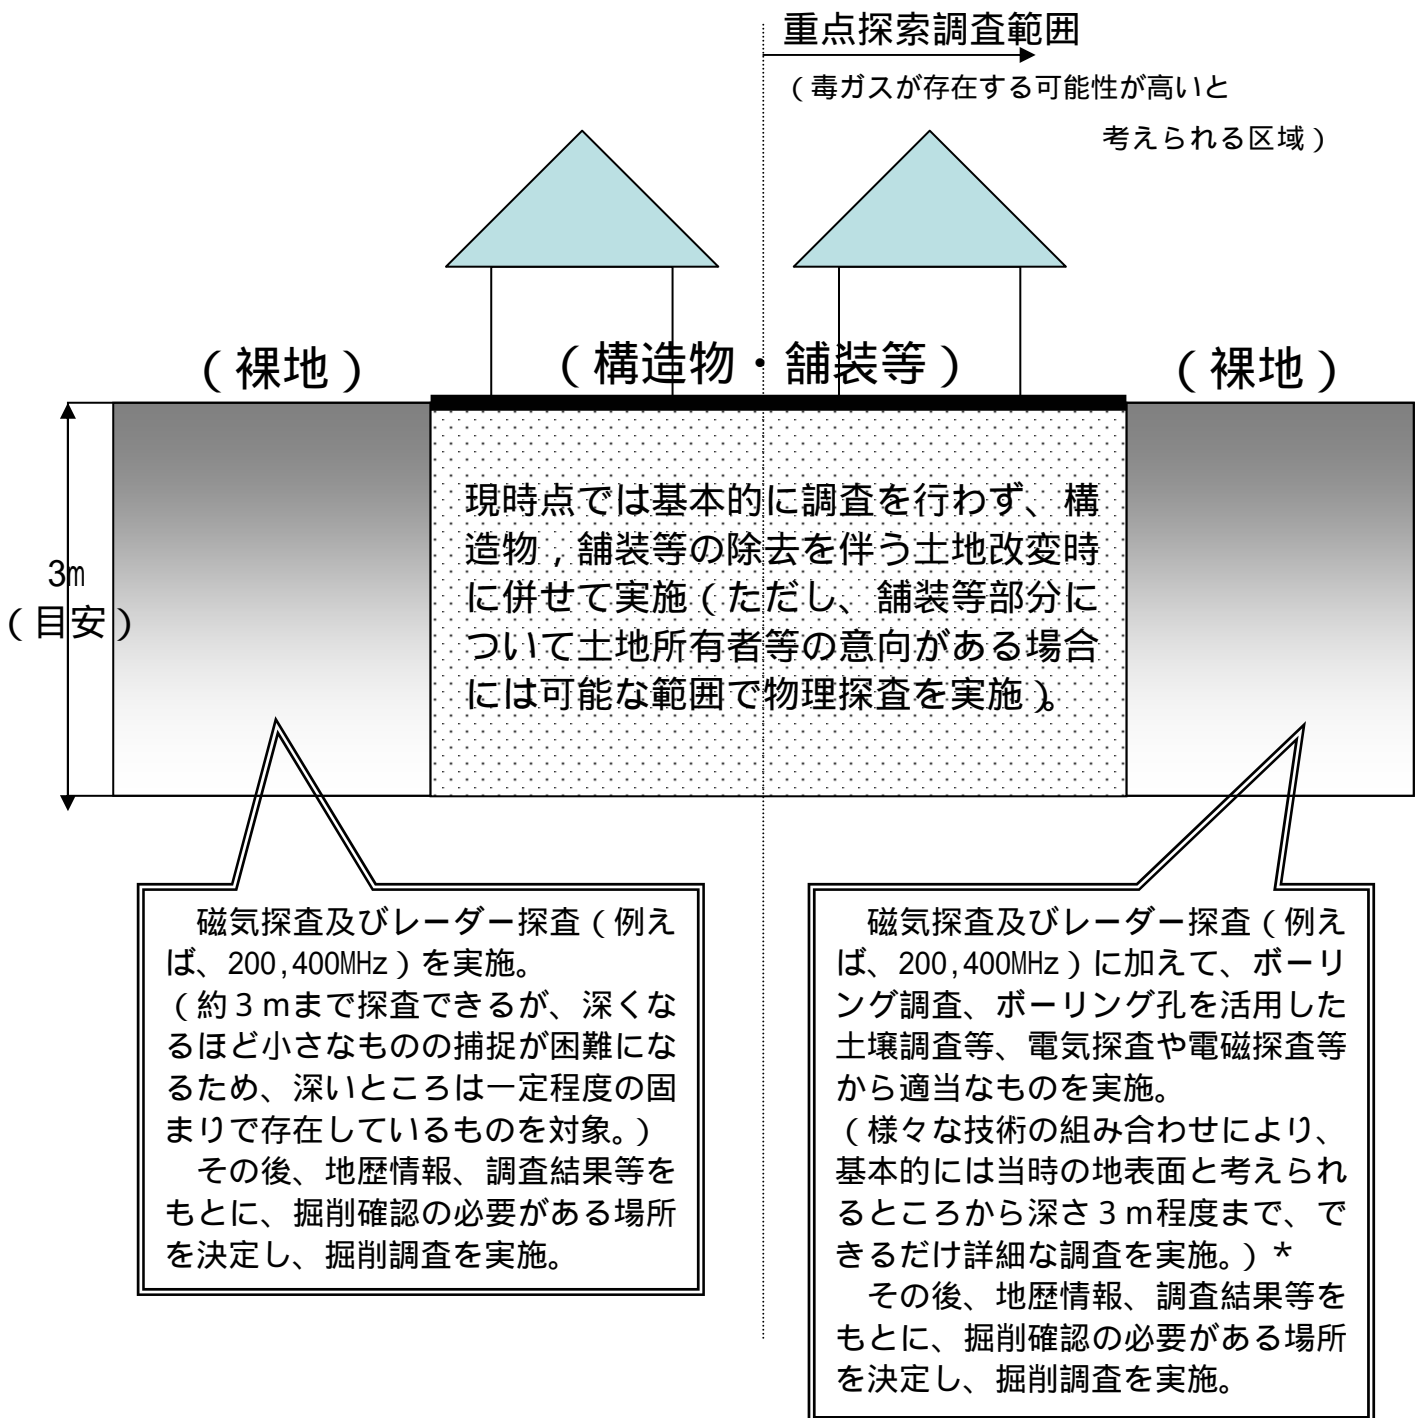 重点探索調査範囲
（毒ガスが存在する可能性が高いと
考えられる区域）
（裸地）
（構造物・舗装等）
（裸地）
3m
（目安）
現時点では基本的に調査を行わず、構
造物，舗装等の除去を伴う土地改変時
に併せて実施（ただし、舗装等部分に
ついて土地所有者等の意向がある場合
には可能な範囲で物理探査を実施）。
磁気探査及びレーダー探査（例え
ば、200,400MHz）を実施。
（約３ｍまで探査できるが、深くな
るほど小さなものの捕捉が困難にな
るため、深いところは一定程度の固
まりで存在しているものを対象。）
その後、地歴情報、調査結果等を
もとに、掘削確認の必要がある場所
を決定し、掘削調査を実施。
磁気探査及びレーダー探査（例え
ば、200,400MHz）に加えて、ボーリ
ング調査、ボーリング孔を活用した
土壌調査等、電気探査や電磁探査等
から適当なものを実施。
（様々な技術の組み合わせにより、
基本的には当時の地表面と考えられ
るところから深さ３ｍ程度まで、で
きるだけ詳細な調査を実施。）*
その後、地歴情報、調査結果等を
もとに、掘削確認の必要がある場所
を決定し、掘削調査を実施。